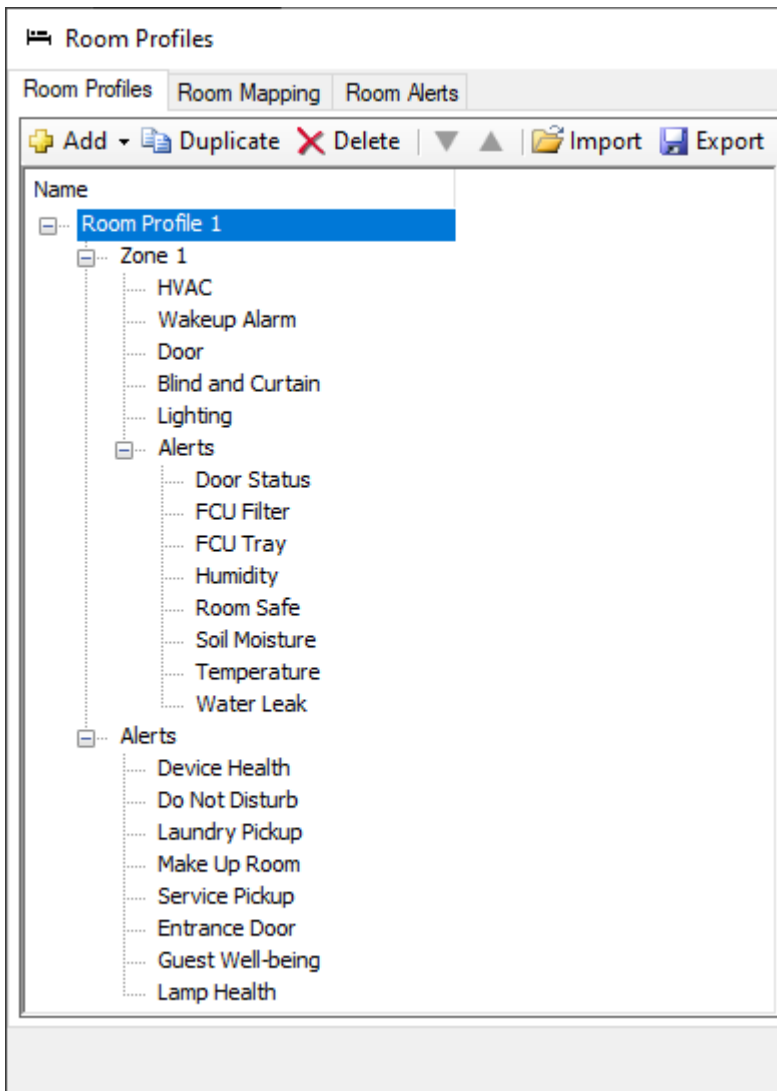 Room Profiles
Room Profiles Room Mapping Room Alerts
Add Duplicate Delete Import Export
Name
Room Profile 1
Zone 1
HVAC
Wakeup Alarm
Door
Blind and Curtain
Lighting
Alerts
Door Status
FCU Filter
FCU Tray
Humidity
Room Safe
Soil Moisture
Temperature
Water Leak
Alerts
Device Health
Do Not Disturb
Laundry Pickup
Make Up Room
Service Pickup
Entrance Door
Guest Well-being
Lamp Health